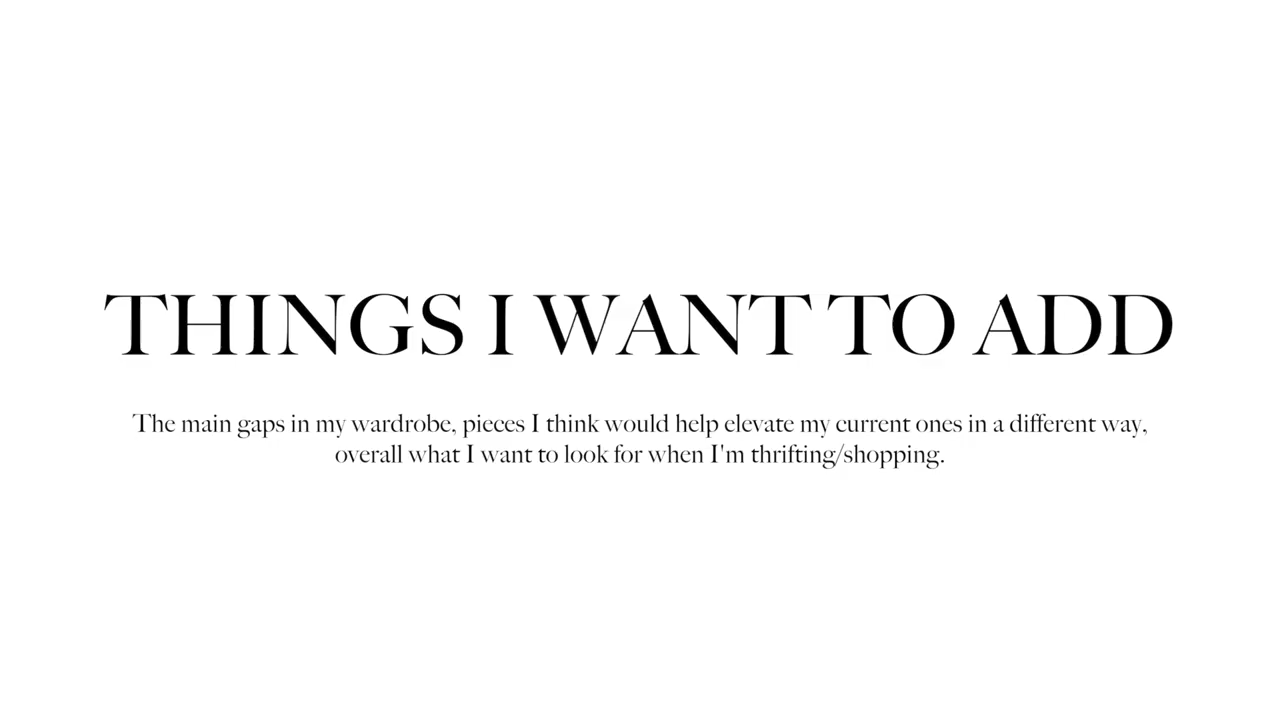 THINGS I WANT TO ADD
The main gaps in my wardrobe, pieces I think would help elevate my current ones in a different way,
overall what I want to look for when I'm thrifting/shopping.